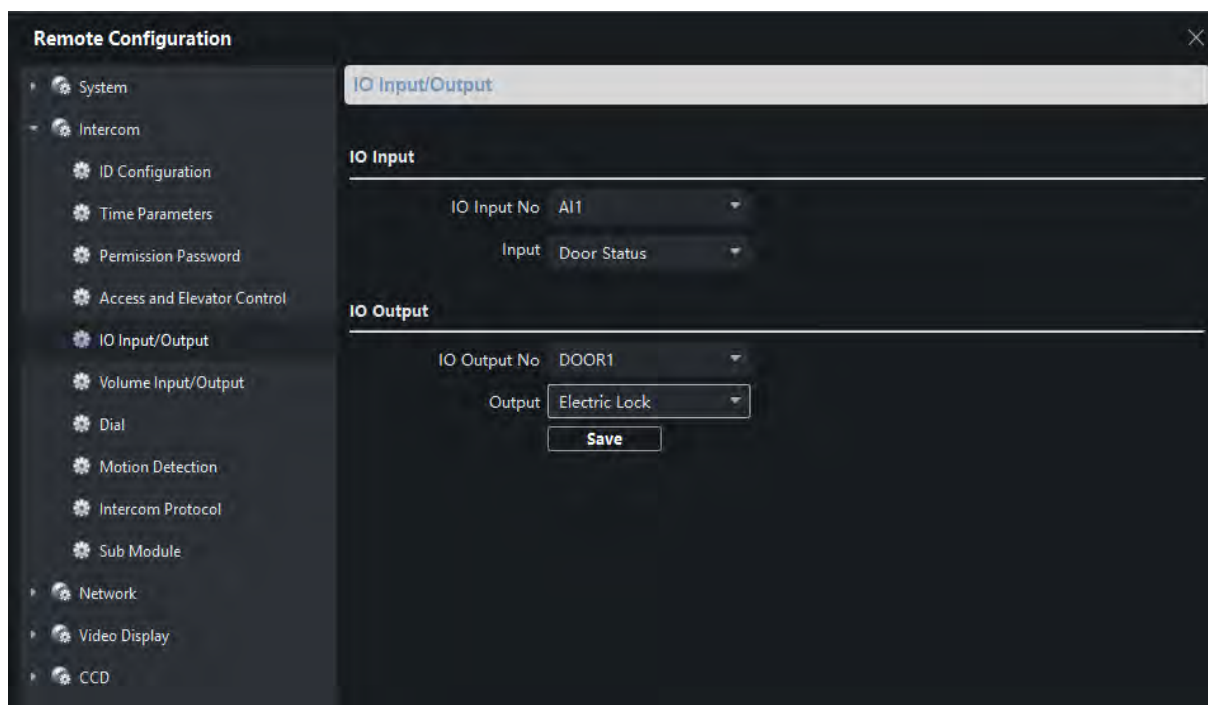 Remote Configuration
System
Intercom
ID Configuration
Time Parameters
Permission Password
Access and Elevator Control
IO Input/Output
Volume Input/Output
Dial
Motion Detection
Intercom Protocol
Sub Module
Network
Video Display
CCD
IO Input/Output
IO Input
IO Input No AI1
Input Door Status
IO Output
IO Output No DOOR1
Output Electric Lock
Save